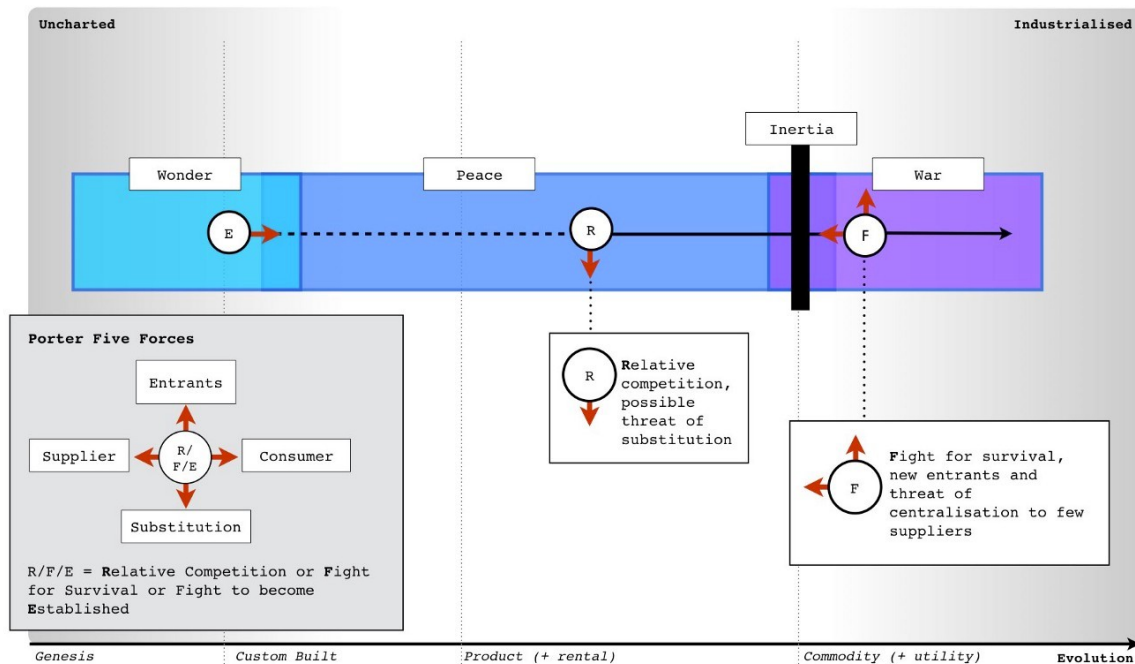 Uncharted
Industrialised
Inertia
Wonder
Peace
War
E
R
F
Porter Five Forces
Entrants
Supplier
R/
F/E
Consumer
Substitution
R/F/E = Relative Competition or Fight
for Survival or Fight to become
Established
R
Relative
competition,
possible
threat of
substitution
F
Fight for survival,
new entrants and
threat of
centralisation to few
suppliers
Genesis
Custom Built
Product (+ rental)
Commodity (+ utility)
Evolution